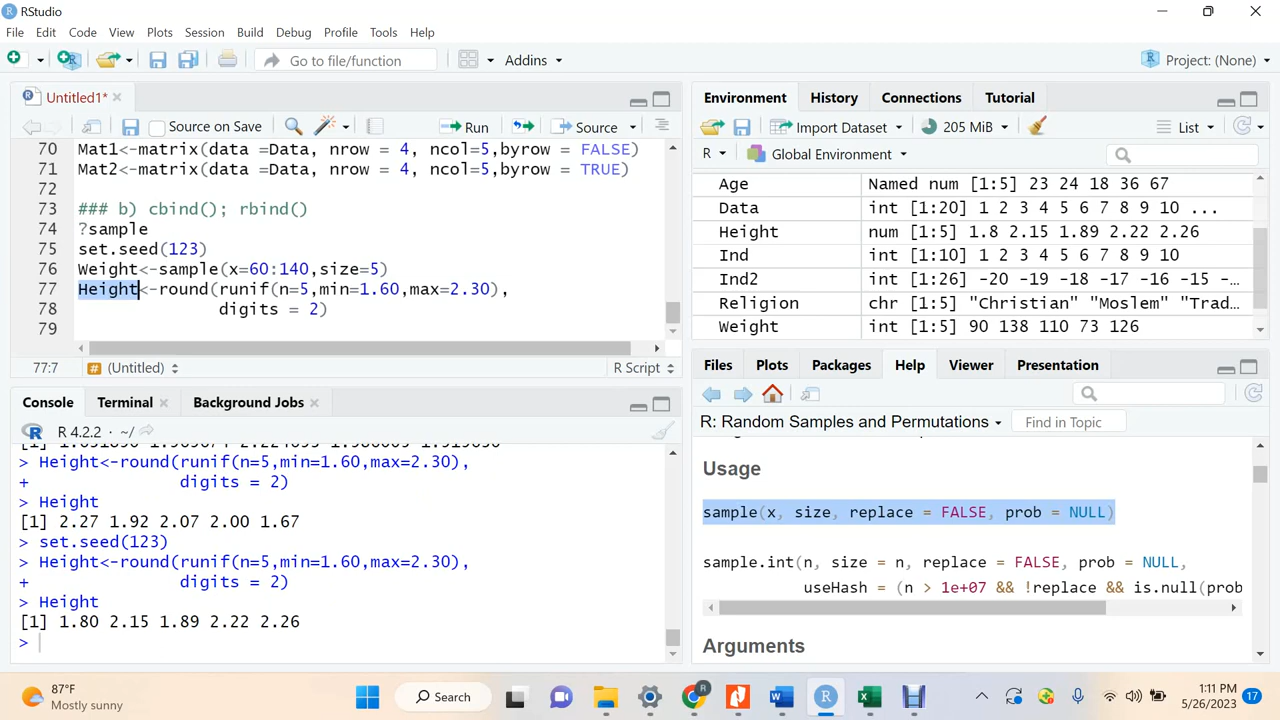 RStudio
File Edit Code View Plots Session Build Debug Profile Tools Help
Go to file/function Addins Project: (None)
Untitled1*
Source on Save Run Source
70 Mat1<-matrix(data =Data, nrow = 4, ncol=5,byrow = FALSE)
71 Mat2<-matrix(data =Data, nrow = 4, ncol=5,byrow = TRUE)
72
73 ### b) cbind(); rbind()
74 ?sample
75 set.seed(123)
76 Weight<-sample(x=60:140,size=5)
77 Height<-round(runif(n=5,min=1.60,max=2.30),
78 digits = 2)
79
77:7 (Untitled) R Script
Console Terminal Background Jobs
R 4.2.2 · ~/
> Height<-round(runif(n=5,min=1.60,max=2.30),
+ digits = 2)
> Height
[1] 2.27 1.92 2.07 2.00 1.67
> set.seed(123)
> Height<-round(runif(n=5,min=1.60,max=2.30),
+ digits = 2)
> Height
[1] 1.80 2.15 1.89 2.22 2.26
>
Environment History Connections Tutorial
Import Dataset 205 MiB List
R Global Environment
Age Named num [1:5] 23 24 18 36 67
Data int [1:20] 1 2 3 4 5 6 7 8 9 10 ...
Height num [1:5] 1.8 2.15 1.89 2.22 2.26
Ind int [1:10] 1 2 3 4 5 6 7 8 9 10
Ind2 int [1:26] -20 -19 -18 -17 -16 -15 -...
Religion chr [1:5] "Christian" "Moslem" "Trad...
Weight int [1:5] 90 138 110 73 126
Files Plots Packages Help Viewer Presentation
R: Random Samples and Permutations Find in Topic
Usage
sample(x, size, replace = FALSE, prob = NULL)
sample.int(n, size = n, replace = FALSE, prob = NULL,
useHash = (n > 1e+07 && !replace && is.null(prob
Arguments
87°F
Mostly sunny
Search
1:11 PM
5/26/2023
17